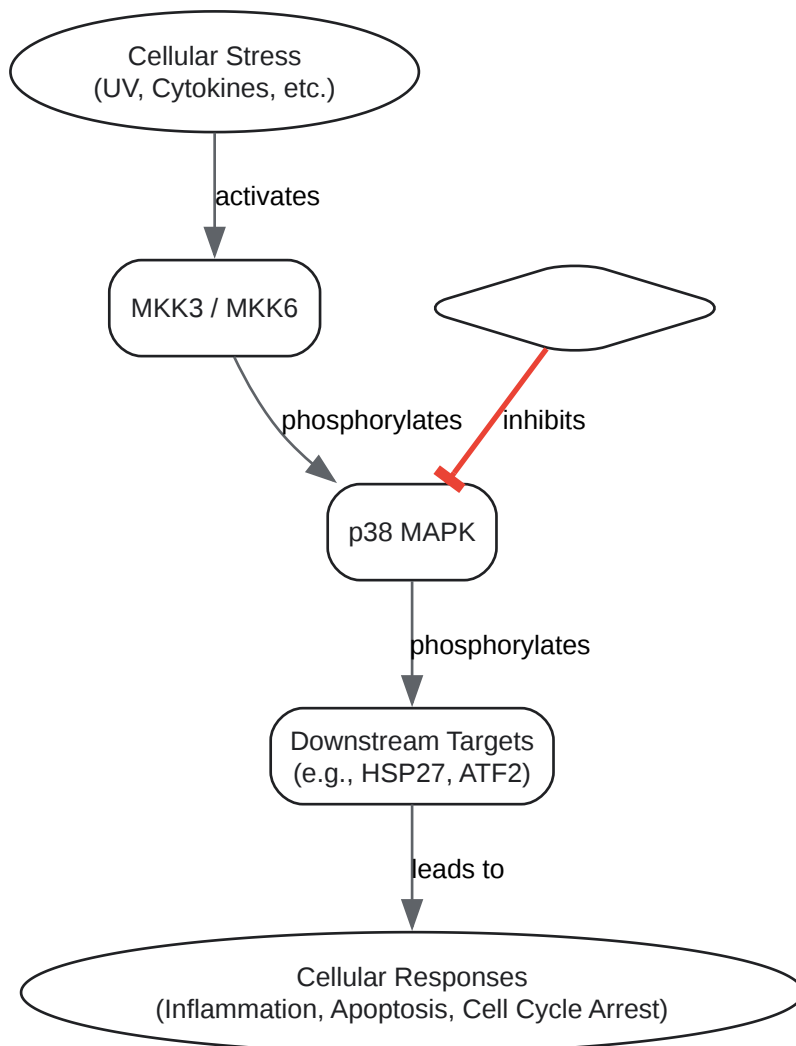 Cellular Stress
(UV, Cytokines, etc.)
activates
MKK3 / MKK6
phosphorylates
inhibits
p38 MAPK
phosphorylates
Downstream Targets
(e.g., HSP27, ATF2)
leads to
Cellular Responses
(Inflammation, Apoptosis, Cell Cycle Arrest)